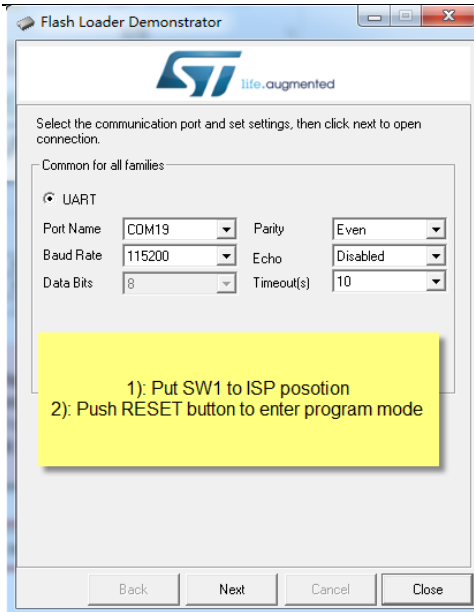 Flash Loader Demonstrator
ST life.augmented
Select the communication port and set settings, then click next to open
connection.
Common for all families
UART
Port Name COM19 Parity Even
Baud Rate 115200 Echo Disabled
Data Bits 8 Timeout(s) 10
1): Put SW1 to ISP posotion
2): Push RESET button to enter program mode
Back Next Cancel Close